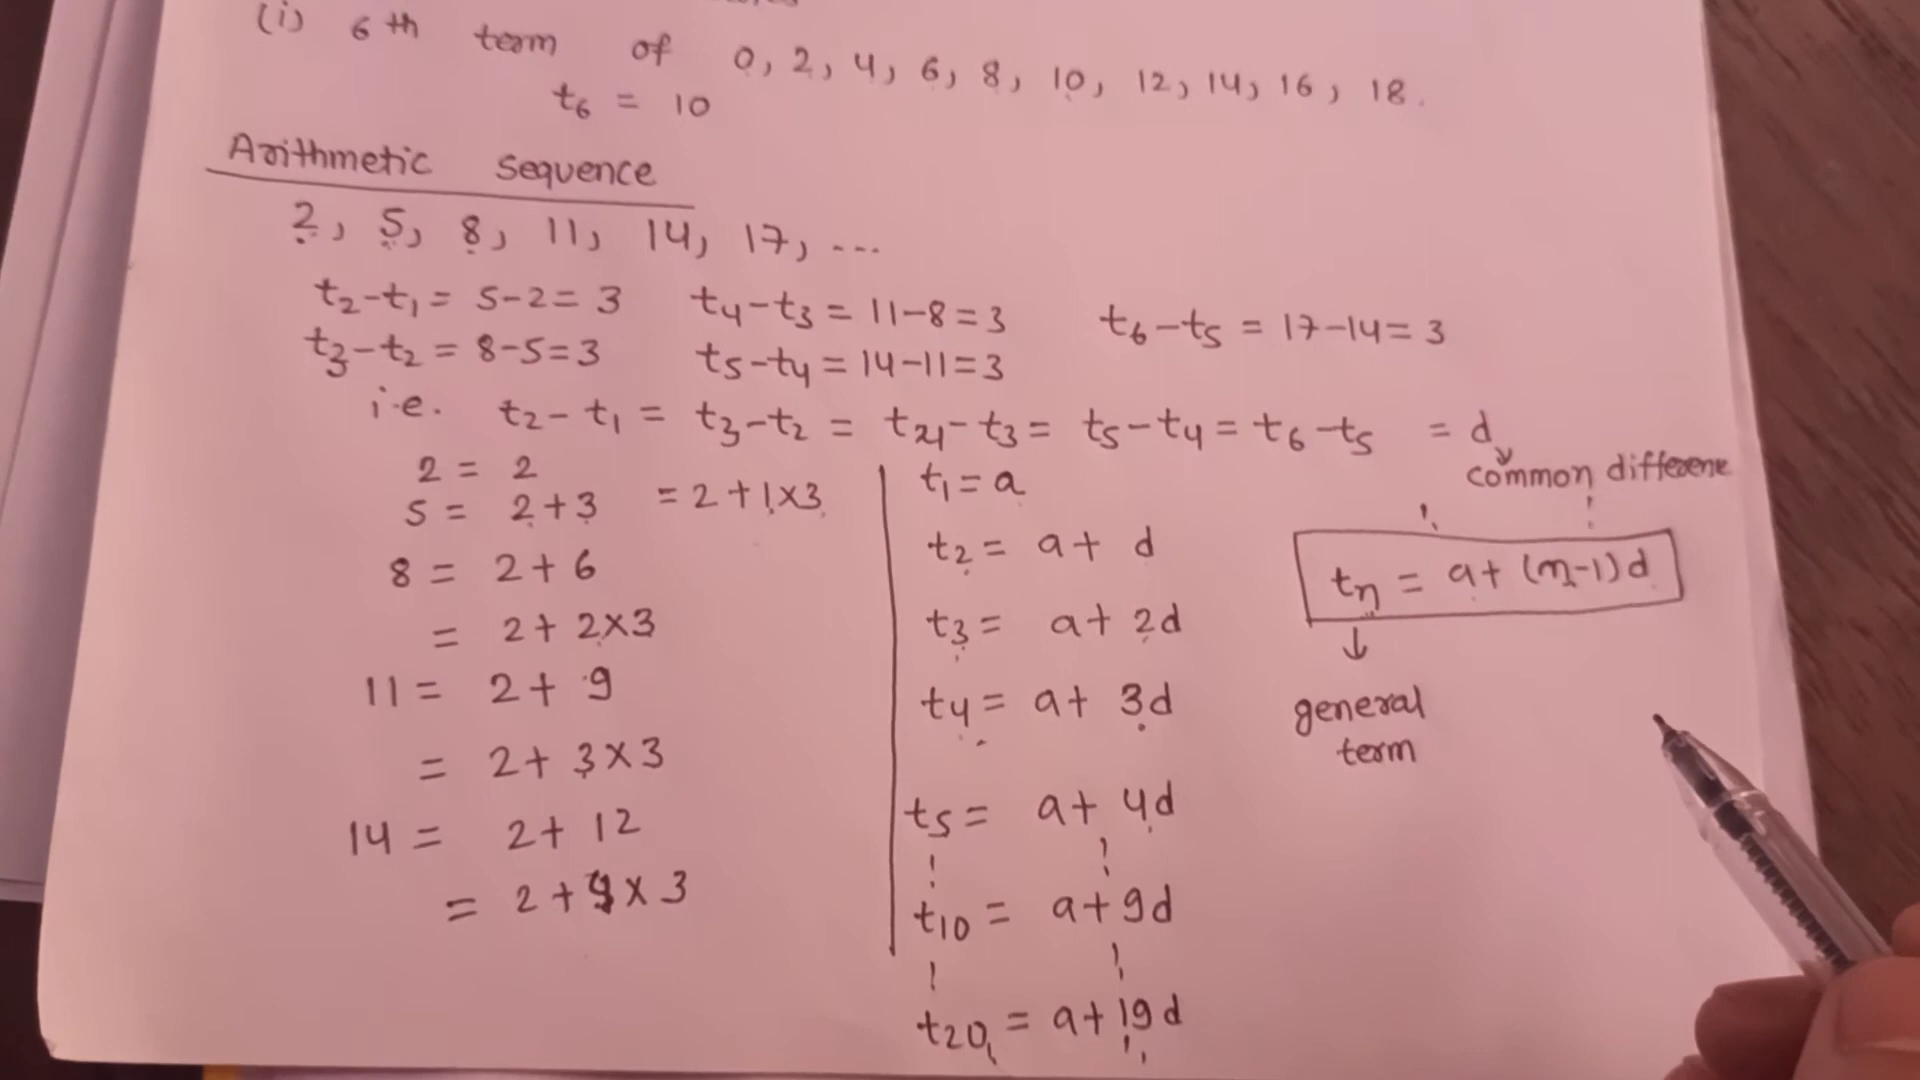 (i) 6th term of 0, 2, 4, 6, 8, 10, 12, 14, 16, 18.
t6 = 10
Arithmetic Sequence
2, 5, 8, 11, 14, 17, ...
t2-t1 = 5-2 = 3 t4-t3 = 11-8 = 3 t6-t5 = 17-14 = 3
t3-t2 = 8-5 = 3 t5-t4 = 14-11 = 3
i.e. t2-t1 = t3-t2 = t4-t3 = t5-t4 = t6-t5 = d
common differene
2 = 2
5 = 2+3 = 2+1×3
8 = 2+6
= 2+2×3
11 = 2+9
= 2+3×3
14 = 2+12
= 2+4×3
t1 = a
t2 = a+ d
t3 = a+ 2d
t4 = a+ 3d
t5 = a+ 4d
t10 = a+9d
t20 = a+19d
tn = a+(n-1)d
↓
general
term